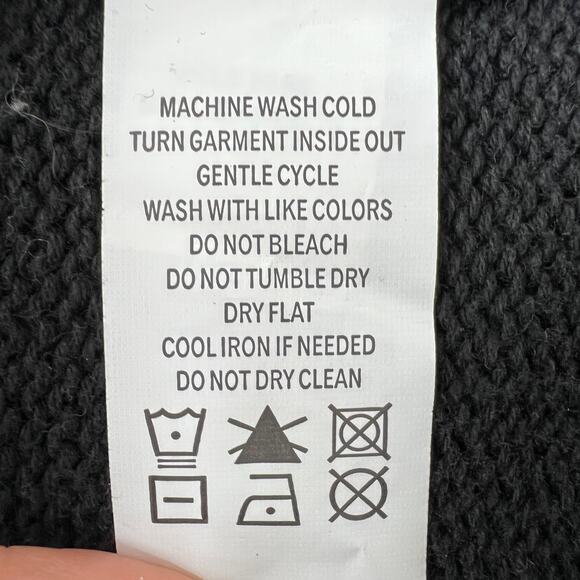 MACHINE WASH COLD
TURN GARMENT INSIDE OUT
GENTLE CYCLE
WASH WITH LIKE COLORS
DO NOT BLEACH
DO NOT TUMBLE DRY
DRY FLAT
COOL IRON IF NEEDED
DO NOT DRY CLEAN